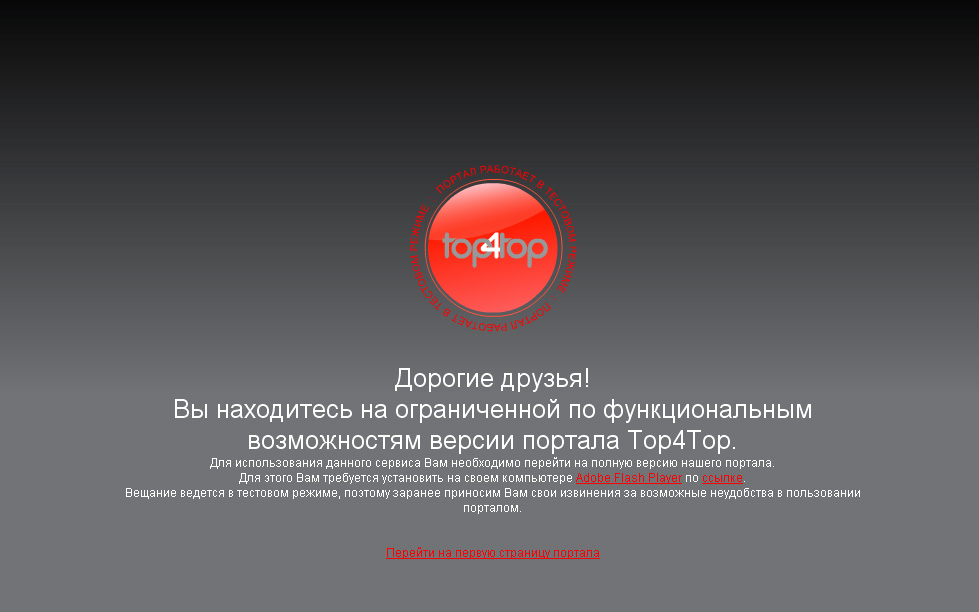 ПОРТАЛ РАБОТАЕТ В ТЕСТОВОМ РЕЖИМЕ - ПОРТАЛ РАБОТАЕТ В ТЕСТОВОМ РЕЖИМЕ -
top4top
Дорогие друзья!
Вы находитесь на ограниченной по функциональным
возможностям версии портала Top4Top.
Для использования данного сервиса Вам необходимо перейти на полную версию нашего портала.
Для этого Вам требуется установить на своем компьютере Adobe Flash Player по ссылке.
Вещание ведется в тестовом режиме, поэтому заранее приносим Вам свои извинения за возможные неудобства в пользовании
порталом.
Перейти на первую страницу портала